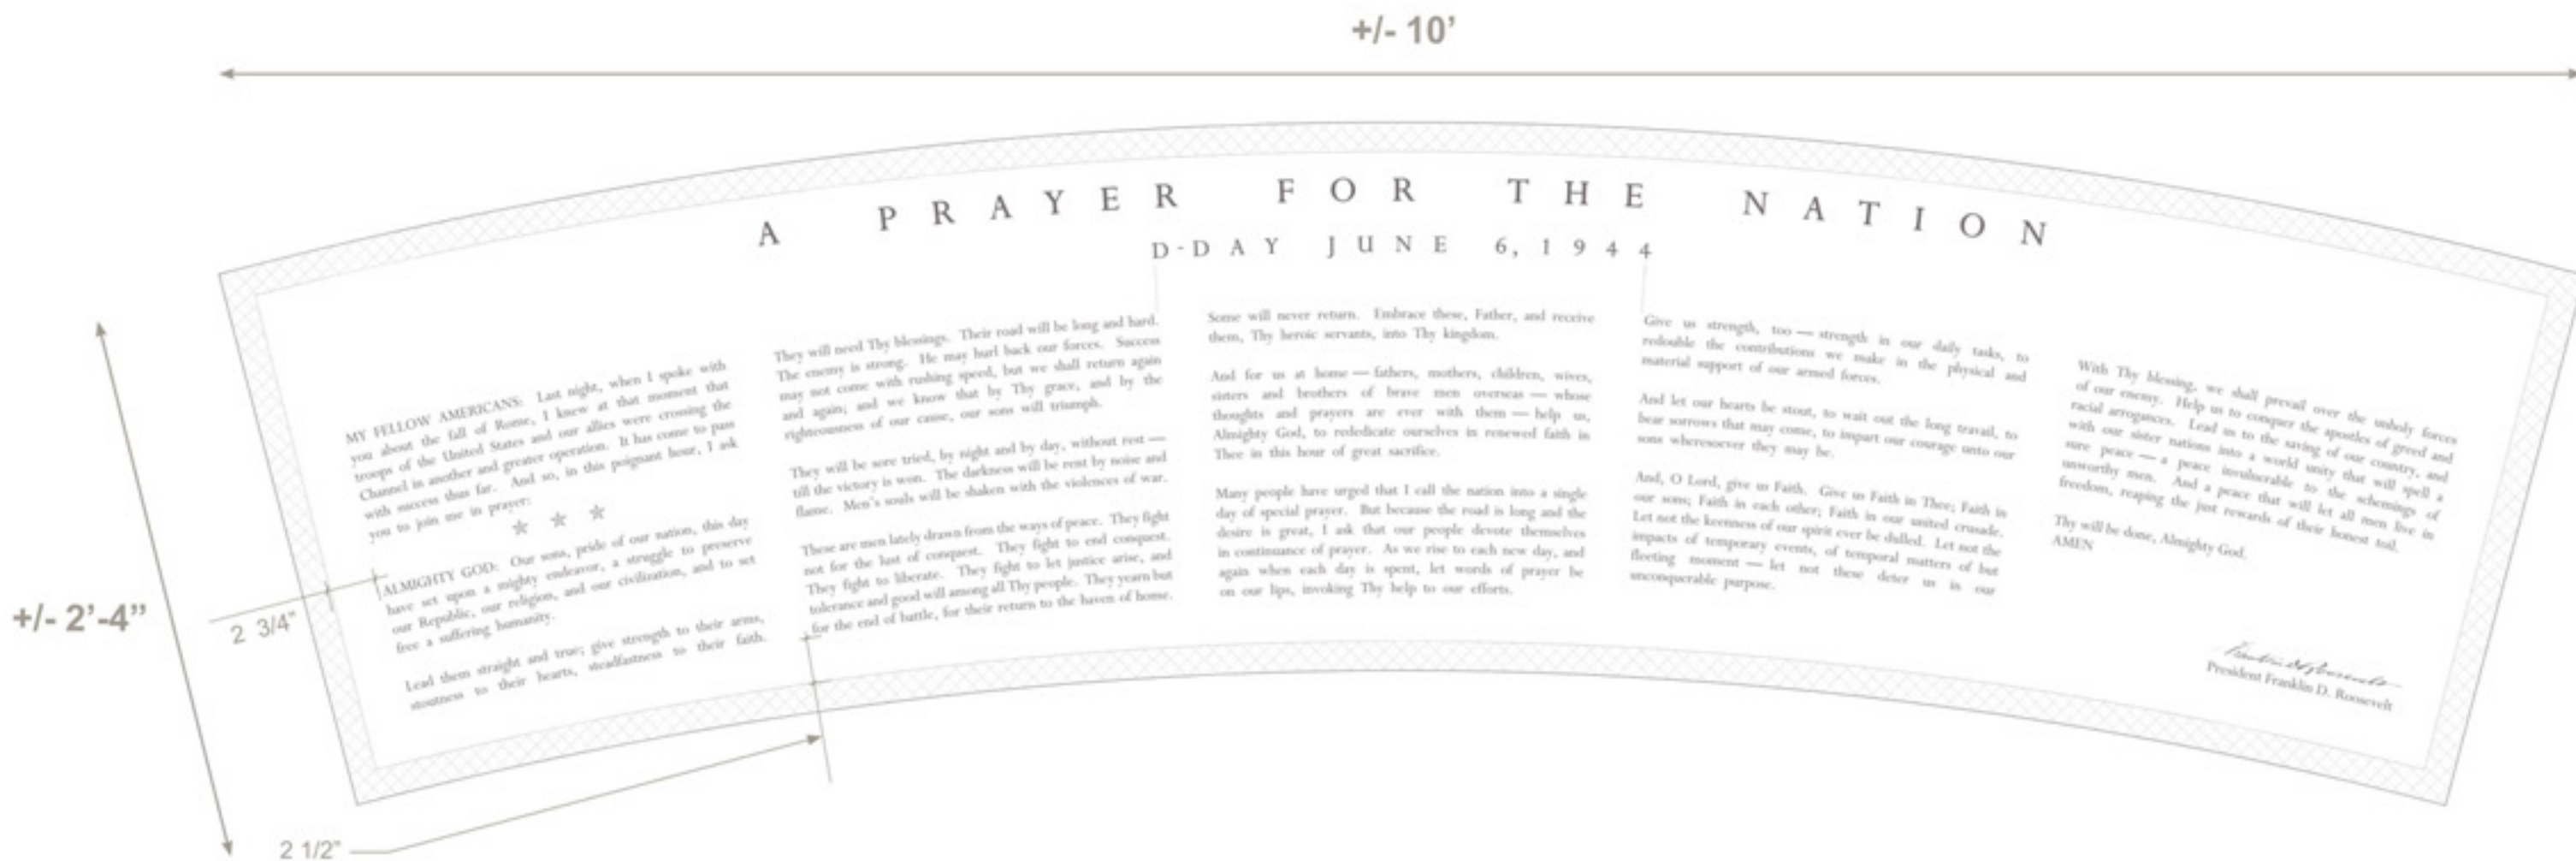 +/- 10’
A PRAYER FOR THE NATION
D-DAY JUNE 6, 1944
MY FELLOW AMERICANS: Last night, when I spoke with
you about the fall of Rome, I knew at that moment that
troops of the United States and our allies were crossing the
Channel in another and greater operation. It has come to pass
with success thus far. And so, in this poignant hour, I ask
you to join me in prayer:
ALMIGHTY GOD: Our sons, pride of our nation, this day
have set upon a mighty endeavor, a struggle to preserve
our Republic, our religion, and our civilization, and to set
free a suffering humanity.
Lead them straight and true; give strength to their arms,
stoutness to their hearts, steadfastness to their faith.
They will need Thy blessings. Their road will be long and hard.
The enemy is strong. He may hurl back our forces. Success
may not come with rushing speed, but we shall return again
and again; and we know that by Thy grace, and by the
righteousness of our cause, our sons will triumph.
They will be sore tried, by night and by day, without rest —
till the victory is won. The darkness will be rent by noise and
flame. Men's souls will be shaken with the violences of war.
These are men lately drawn from the ways of peace. They fight
not for the lust of conquest. They fight to end conquest.
They fight to liberate. They fight to let justice arise, and
tolerance and good will among all Thy people. They yearn but
for the end of battle, for their return to the haven of home.
Some will never return. Embrace these, Father, and receive
them, Thy heroic servants, into Thy kingdom.
And for us at home — fathers, mothers, children, wives,
sisters and brothers of brave men overseas — whose
thoughts and prayers are ever with them — help us,
Almighty God, to rededicate ourselves in renewed faith in
Thee in this hour of great sacrifice.
Many people have urged that I call the nation into a single
day of special prayer. But because the road is long and the
desire is great, I ask that our people devote themselves
in continuance of prayer. As we rise to each new day, and
again when each day is spent, let words of prayer be
on our lips, invoking Thy help to our efforts.
Give us strength, too — strength in our daily tasks, to
redouble the contributions we make in the physical and
material support of our armed forces.
And let our hearts be stout, to wait out the long travail, to
bear sorrows that may come, to impart our courage unto our
sons wheresoever they may be.
And, O Lord, give us Faith. Give us Faith in Thee; Faith in
our sons; Faith in each other; Faith in our united crusade.
Let not the keenness of our spirit ever be dulled. Let not the
impacts of temporary events, of temporal matters of but
fleeting moment — let not these deter us in our
unconquerable purpose.
With Thy blessing, we shall prevail over the unholy forces
of our enemy. Help us to conquer the apostles of greed and
racial arrogances. Lead us to the saving of our country, and
with our sister nations into a world unity that will spell a
sure peace — a peace invulnerable to the schemings of
unworthy men. And a peace that will let all men live in
freedom, reaping the just rewards of their honest toil.
Thy will be done, Almighty God.
AMEN
Franklin D Roosevelt
President Franklin D. Roosevelt
+/- 2’-4”
2 3/4"
2 1/2"